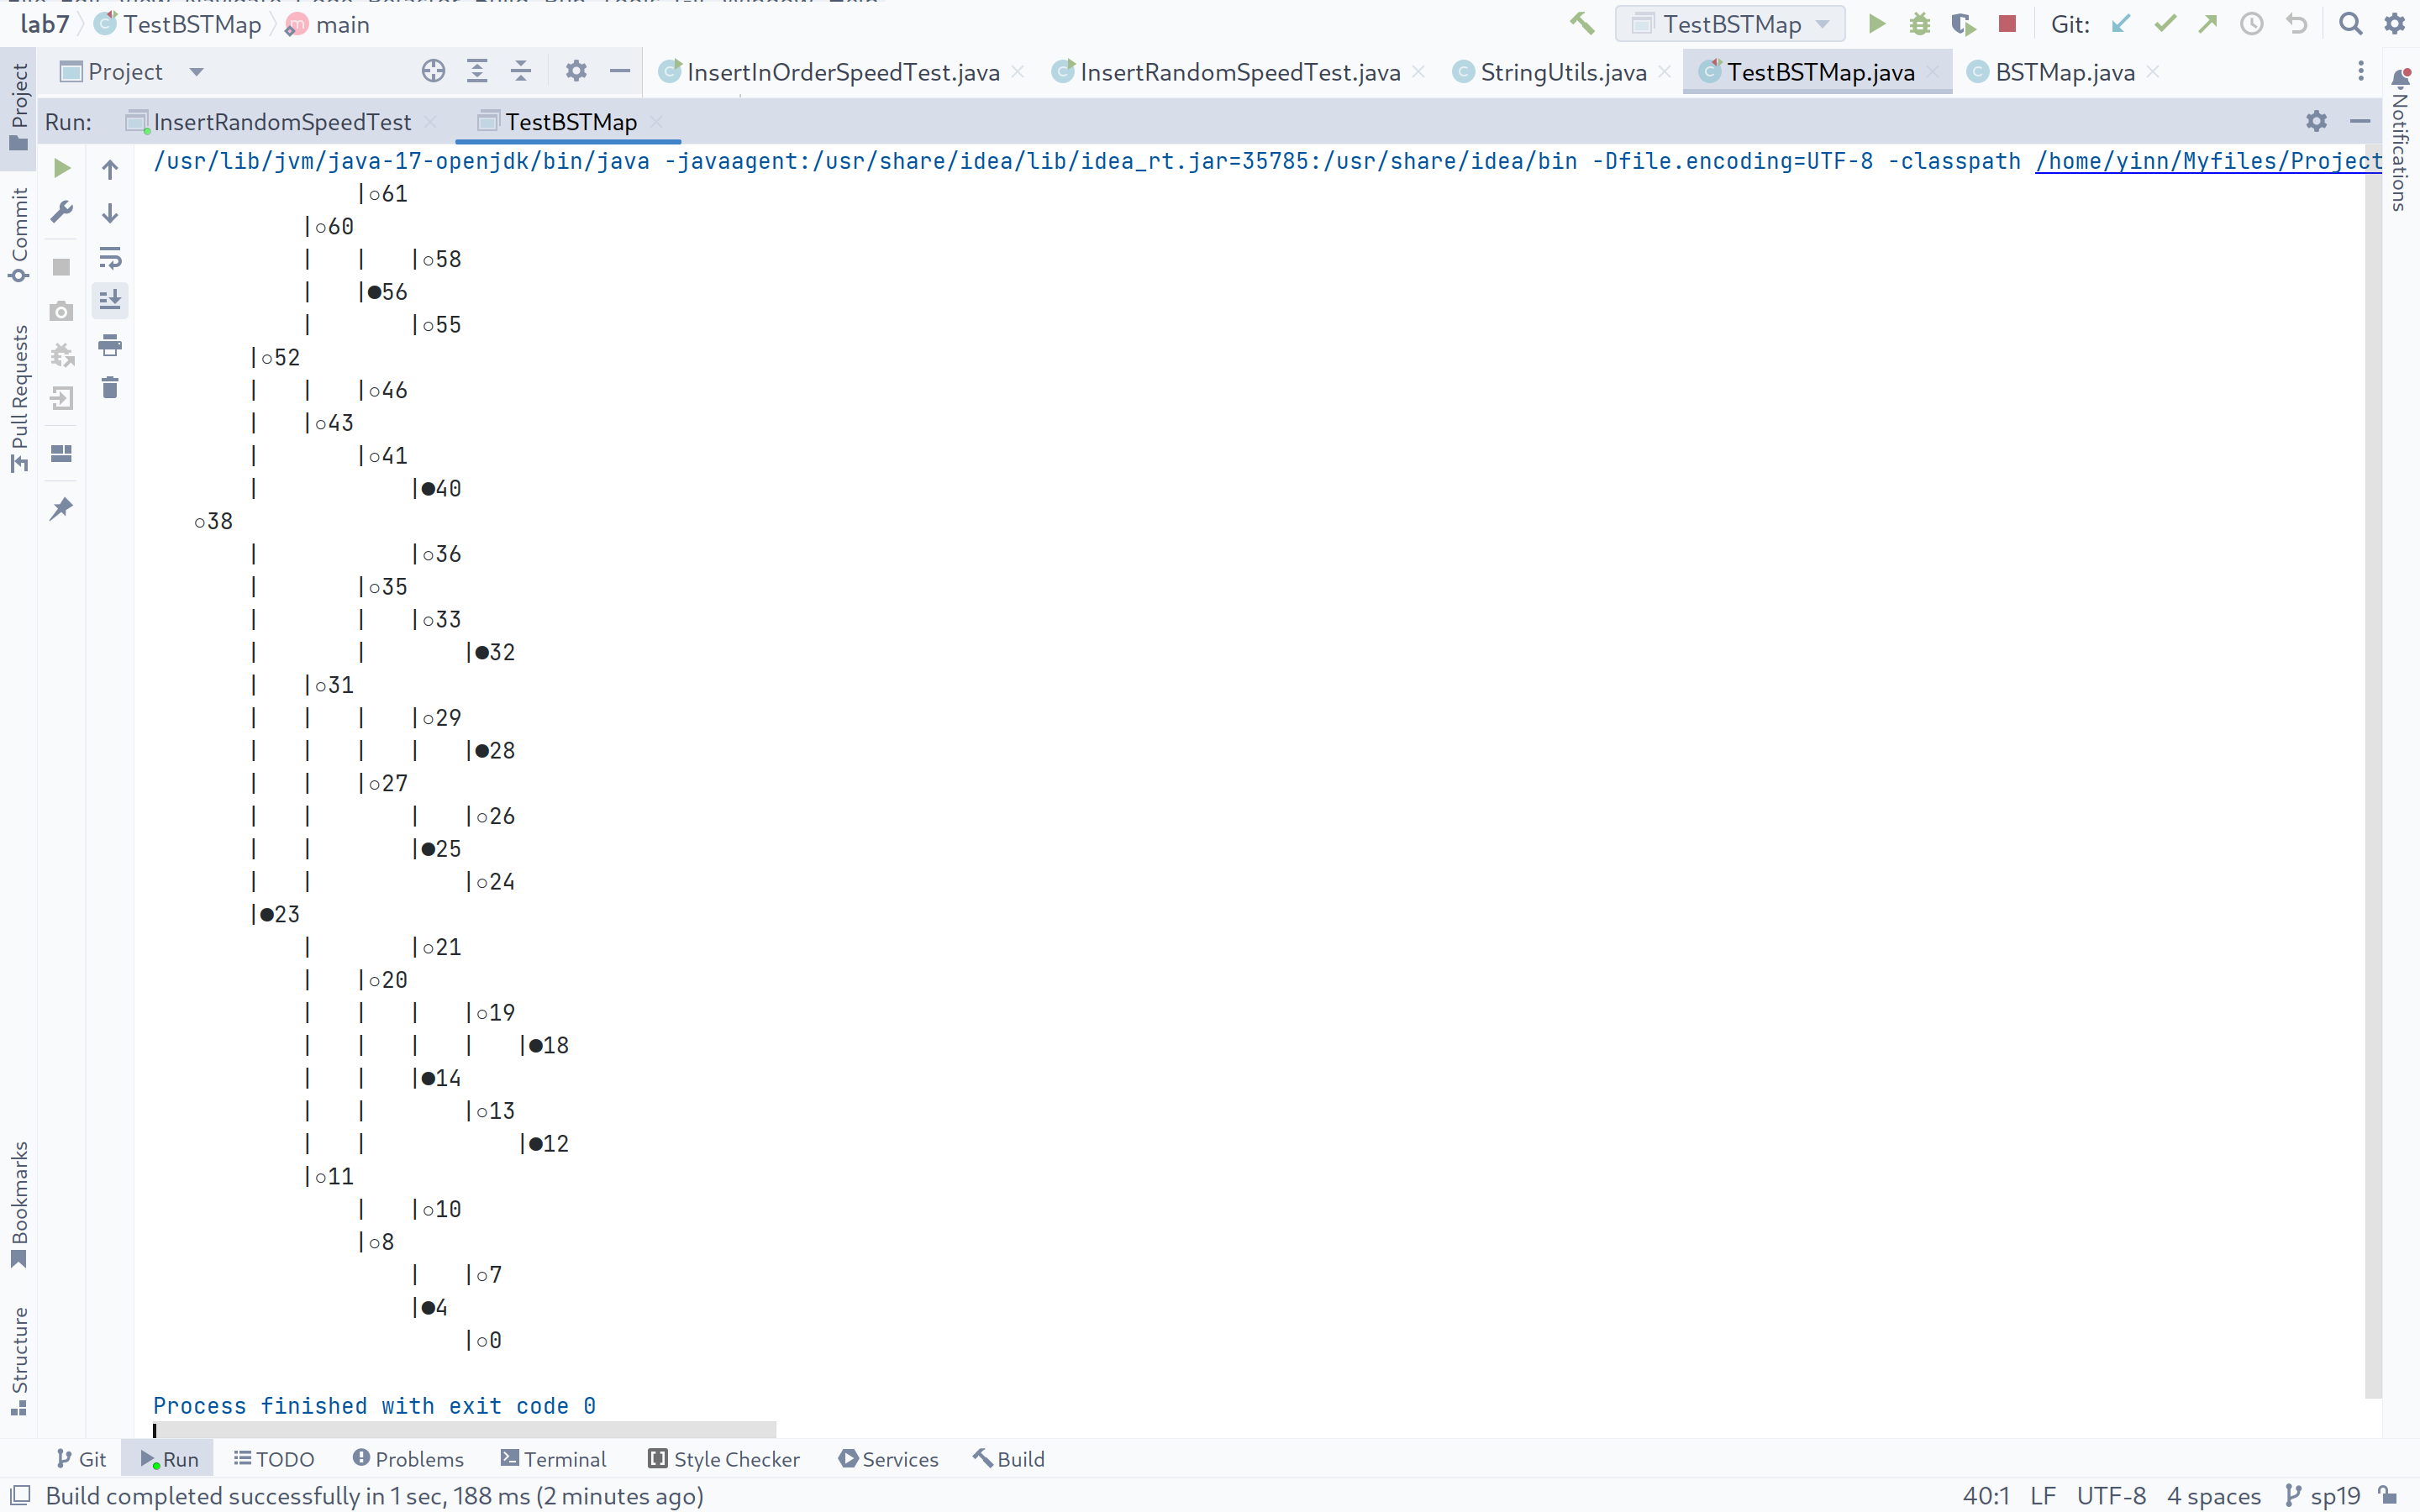 lab7 TestBSTMap main TestBSTMap Git:
Project InsertInOrderSpeedTest.java InsertRandomSpeedTest.java StringUtils.java TestBSTMap.java BSTMap.java
Run: InsertRandomSpeedTest TestBSTMap
/usr/lib/jvm/java-17-openjdk/bin/java -javaagent:/usr/share/idea/lib/idea_rt.jar=35785:/usr/share/idea/bin -Dfile.encoding=UTF-8 -classpath /home/yinn/Myfiles/Project
|○61
|○60
| | |○58
| |●56
| |○55
|○52
| | |○46
| |○43
| |○41
| |●40
○38
| |○36
| |○35
| | |○33
| | |●32
| |○31
| | | |○29
| | | | |●28
| | |○27
| | | |○26
| | |●25
| | |○24
|●23
| |○21
| |○20
| | | |○19
| | | | |●18
| | |●14
| | |○13
| | |●12
|○11
| |○10
|○8
| |○7
|●4
|○0
Process finished with exit code 0
Project
Commit
Pull Requests
Bookmarks
Structure
Notifications
Git Run TODO Problems Terminal Style Checker Services Build
Build completed successfully in 1 sec, 188 ms (2 minutes ago) 40:1 LF UTF-8 4 spaces sp19